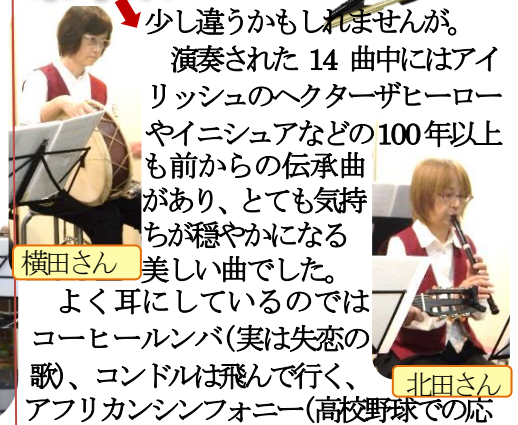 少し違うかもしれませんが。
演奏された 14 曲中にはアイ
リッシュのヘクターザヒーロー
やイニシュアなどの100年以上
も前からの伝承曲
があり、とても気持
ちが穏やかになる
美しい曲でした。
横田さん
よく耳にしているのでは
コーヒールンバ(実は失恋の
歌)、コンドルは飛んで行く、
北田さん
アフリカンシンフォニー(高校野球での応